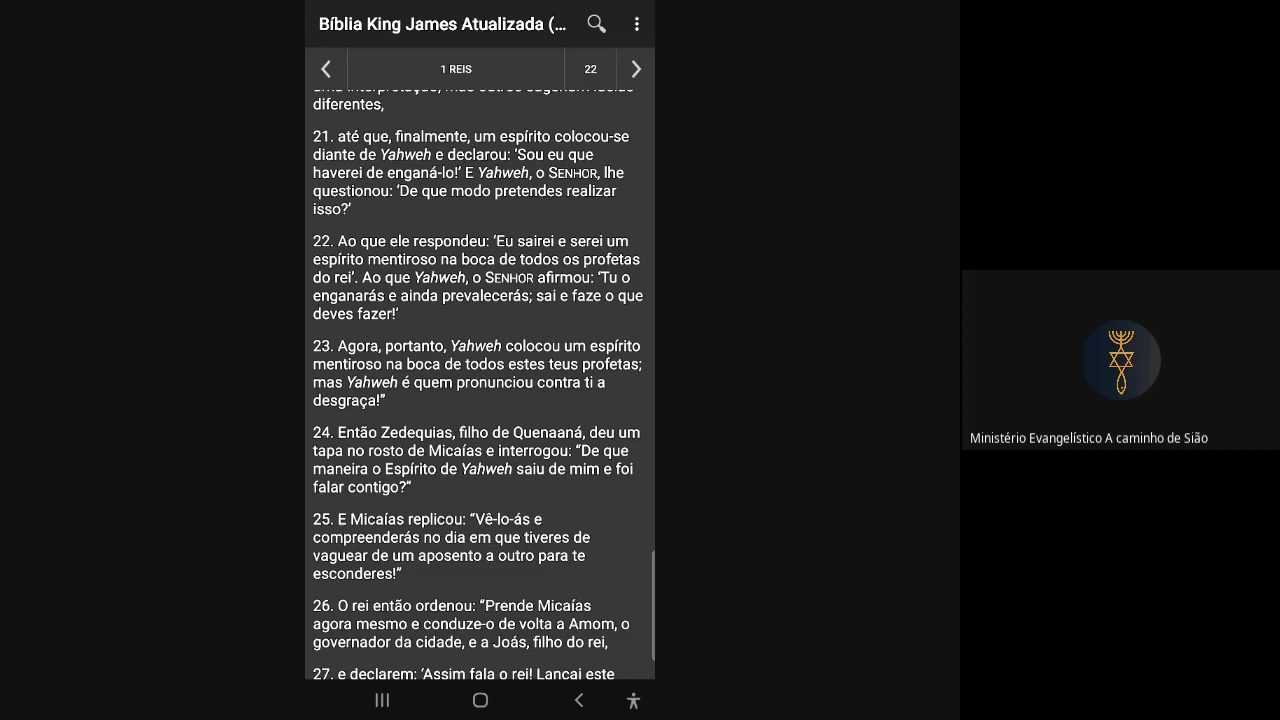 Bíblia King James Atualizada (...
1 REIS
22
diferentes,
21. até que, finalmente, um espírito colocou-se
diante de Yahweh e declarou: ‘Sou eu que
haverei de enganá-lo!’ E Yahweh, o SENHOR, lhe
questionou: ‘De que modo pretendes realizar
isso?’
22. Ao que ele respondeu: ‘Eu sairei e serei um
espírito mentiroso na boca de todos os profetas
do rei’. Ao que Yahweh, o SENHOR afirmou: ‘Tu o
enganarás e ainda prevalecerás; sai e faze o que
deves fazer!’
23. Agora, portanto, Yahweh colocou um espírito
mentiroso na boca de todos estes teus profetas;
mas Yahweh é quem pronunciou contra ti a
desgraça!”
24. Então Zedequias, filho de Quenaaná, deu um
tapa no rosto de Micaías e interrogou: “De que
maneira o Espírito de Yahweh saiu de mim e foi
falar contigo?”
25. E Micaías replicou: “Vê-lo-ás e
compreenderás no dia em que tiveres de
vaguear de um aposento a outro para te
esconderes!”
26. O rei então ordenou: “Prende Micaías
agora mesmo e conduze-o de volta a Amom, o
governador da cidade, e a Joás, filho do rei,
27. e declarem: ‘Assim fala o rei! Lançai este
Ministério Evangelístico A caminho de Sião